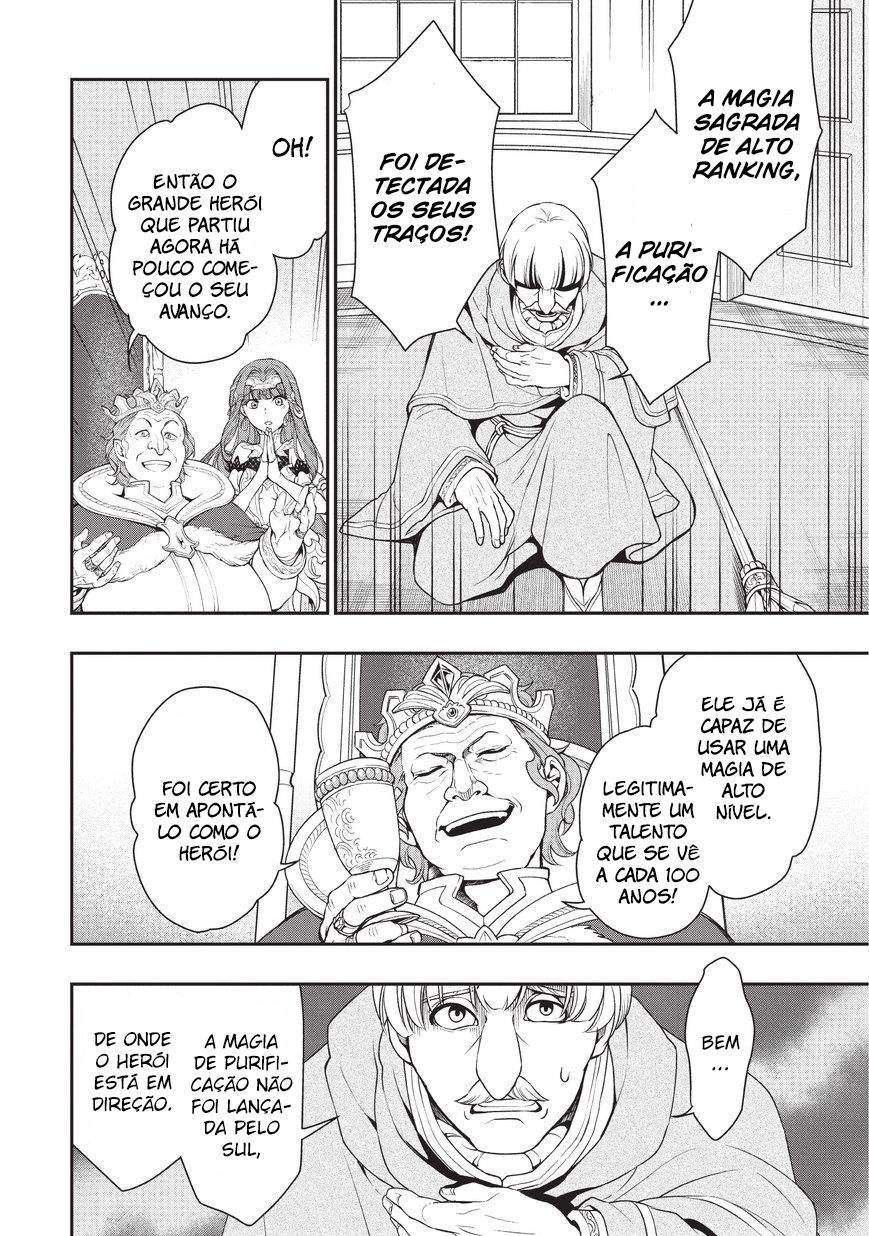 A MAGIA
SAGRADA
DE ALTO
RANKING,
A PURI-
FICAÇÃO
...
FOI DE-
TECTADA
OS SEUS
TRAÇOS!
OH!
ENTÃO O
GRANDE HERÓI
QUE PARTIU
AGORA HÁ
POUCO COME-
ÇOU O SEU
AVANÇO.
ELE JÁ É
CAPAZ DE
USAR UMA
MAGIA DE
ALTO
NÍVEL.
LEGITIMA-
MENTE UM
TALENTO
QUE SE VÊ
A CADA 100
ANOS!
FOI CERTO
EM APONTÁ-
LO COMO O
HERÓI!
BEM
...
A MAGIA
DE PURIFI-
CAÇÃO NÃO
FOI LANÇA-
DA PELO
SUL,
DE ONDE
O HERÓI
ESTÁ EM
DIREÇÃO.